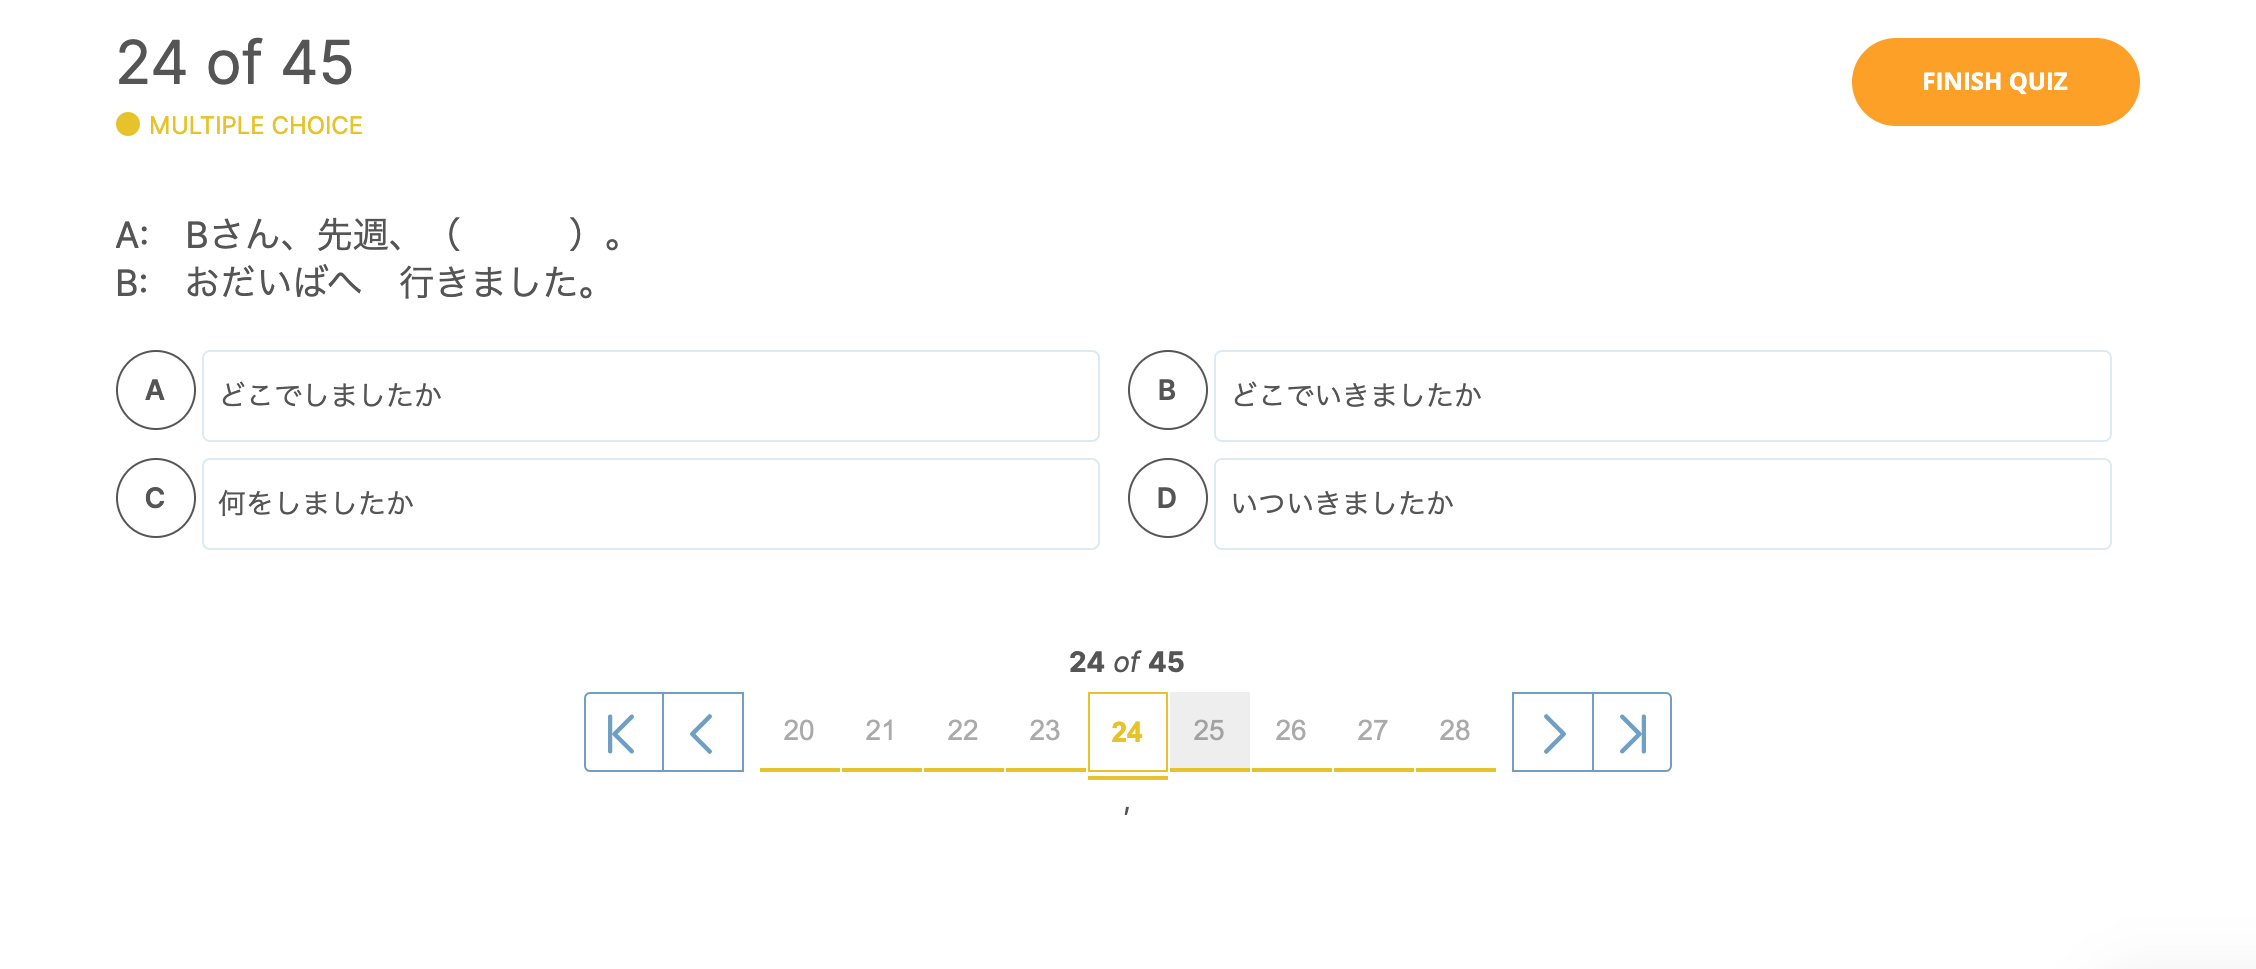 24 of 45
FINISH QUIZ
MULTIPLE CHOICE
A:　Bさん、先週、（　　　）。
B:　おだいばへ　行きました。
A どこでしましたか
B どこでいきましたか
C 何をしましたか
D いついきましたか
24 of 45
20 21 22 23 24 25 26 27 28
,